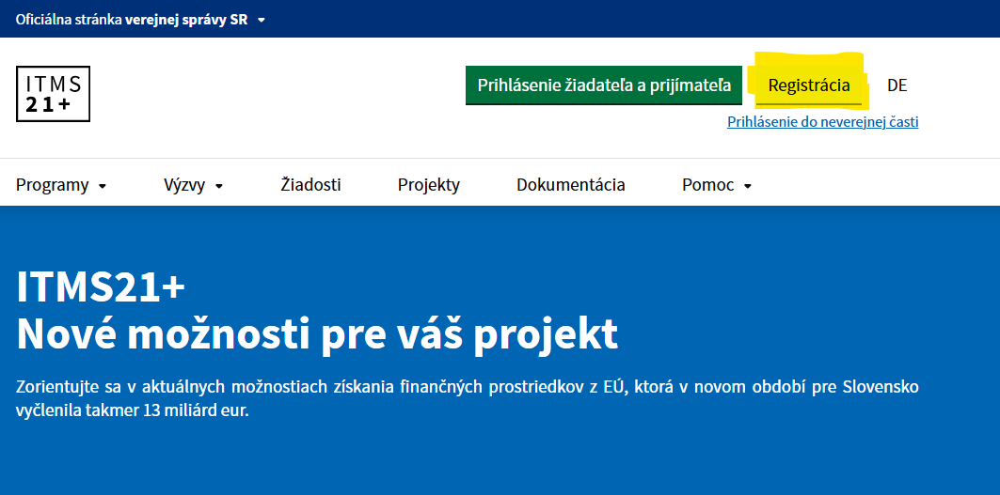 Oficiálna stránka verejnej správy SR
ITMS
21+
Prihlásenie žiadateľa a prijímateľa
Registrácia
DE
Prihlásenie do neverejnej časti
Programy
Výzvy
Žiadosti
Projekty
Dokumentácia
Pomoc
ITMS21+
Nové možnosti pre váš projekt
Zorientujte sa v aktuálnych možnostiach získania finančných prostriedkov z EÚ, ktorá v novom období pre Slovensko
vyčlenila takmer 13 miliárd eur.